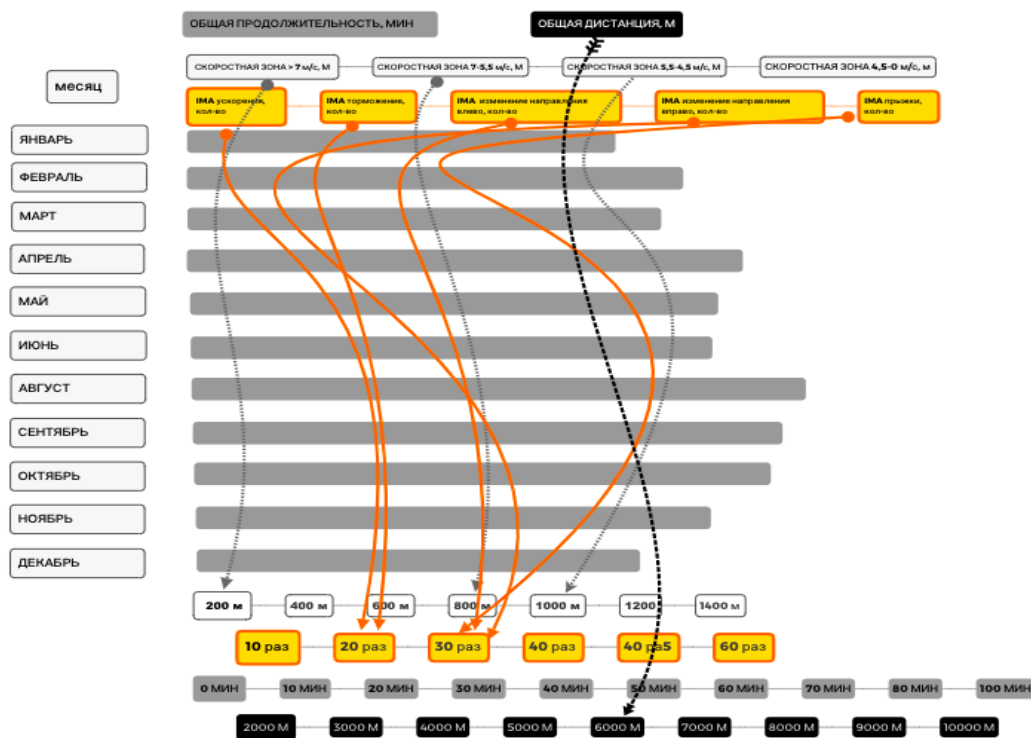 ОБЩАЯ ПРОДОЛЖИТЕЛЬНОСТЬ, МИН
ОБЩАЯ ДИСТАНЦИЯ, М
СКОРОСТНАЯ ЗОНА > 7 м/с, м
СКОРОСТНАЯ ЗОНА 7-5,5 м/с, м
СКОРОСТНАЯ ЗОНА 5,5-4,5 м/с, м
СКОРОСТНАЯ ЗОНА 4,5-0 м/с, м
месяц
IMA ускорения, кол-во
IMA торможение, кол-во
IMA изменение направления влево, кол-во
IMA изменение направления вправо, кол-во
IMA прыжки, кол-во
ЯНВАРЬ
ФЕВРАЛЬ
МАРТ
АПРЕЛЬ
МАЙ
ИЮНЬ
АВГУСТ
СЕНТЯБРЬ
ОКТЯБРЬ
НОЯБРЬ
ДЕКАБРЬ
200 м 400 м 600 м 800 м 1000 м 1200 1400 м
10 раз 20 раз 30 раз 40 раз 40 ра5 60 раз
0 МИН 10 МИН 20 МИН 30 МИН 40 МИН 50 МИН 60 МИН 70 МИН 80 МИН 100 МИН
2000 М 3000 М 4000 М 5000 М 6000 М 7000 М 8000 М 9000 М 10000 М